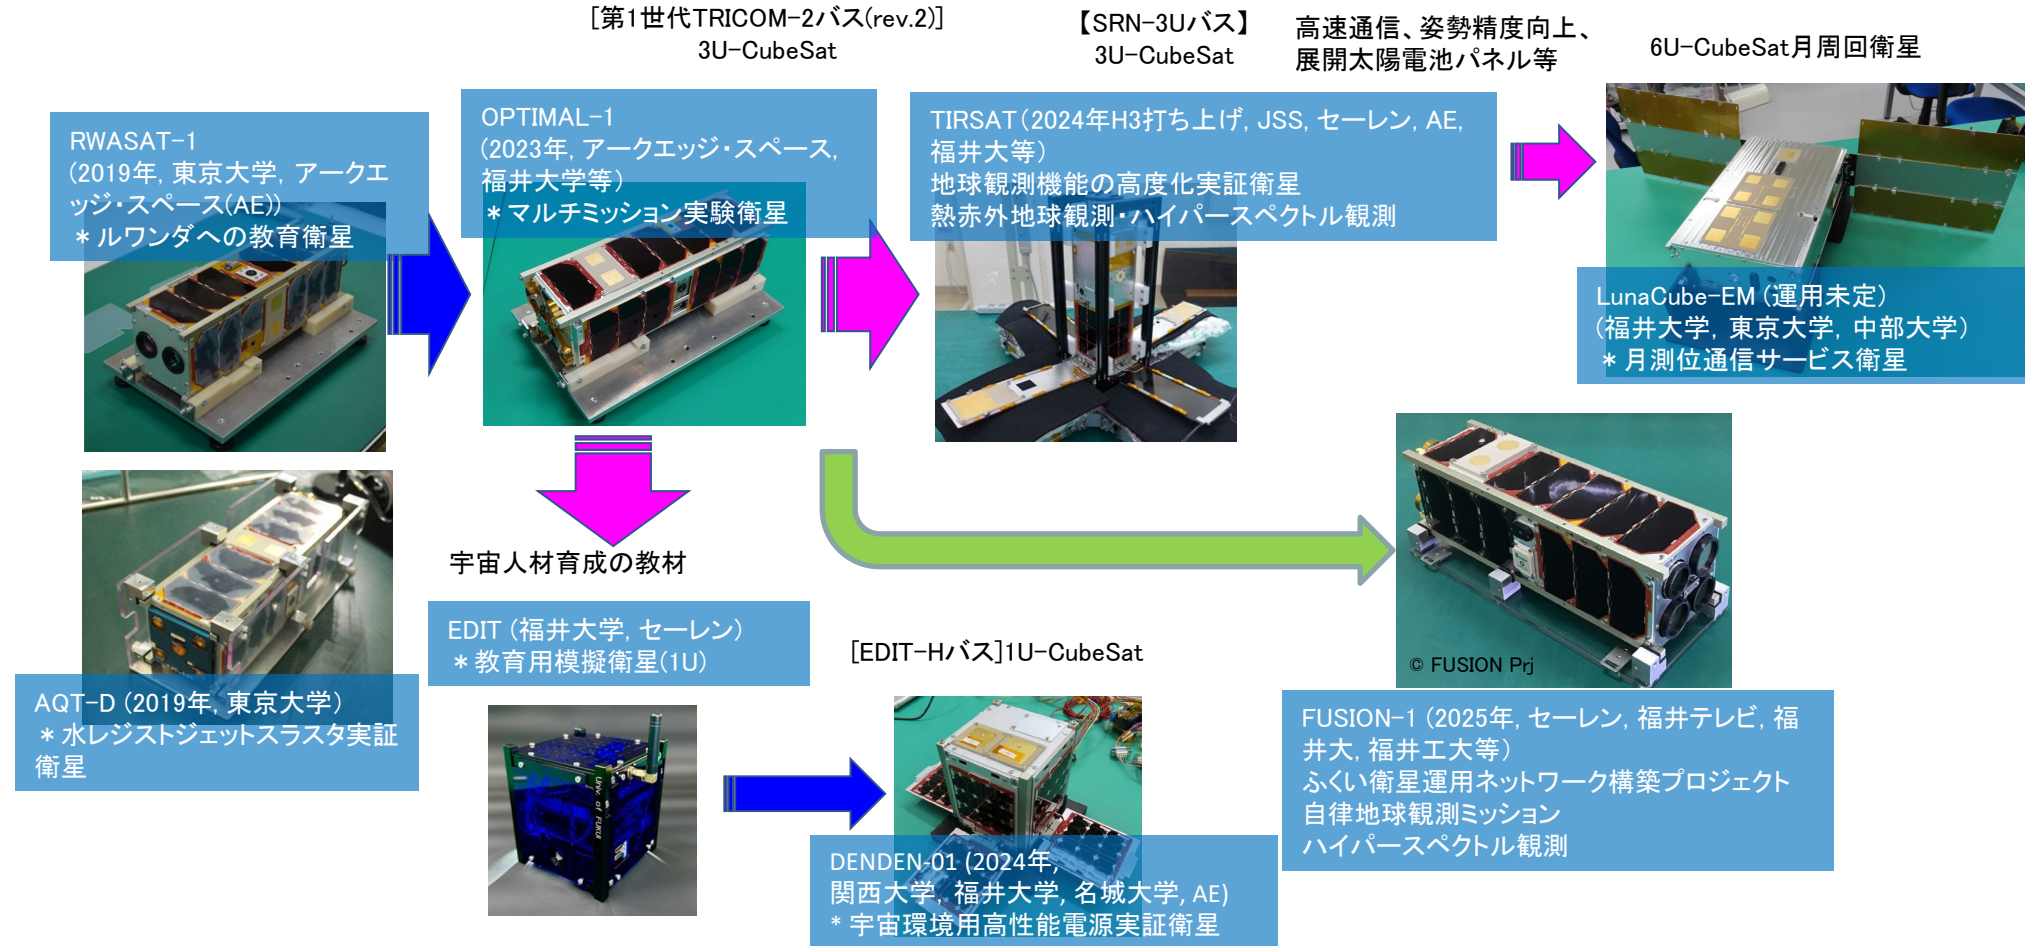 [第1世代TRICOM-2バス(rev.2)]
3U-CubeSat
【SRN-3Uバス】
3U-CubeSat
高速通信、姿勢精度向上、
展開太陽電池パネル等
6U-CubeSat月周回衛星
RWASAT-1
(2019年, 東京大学, アークエ
ッジ・スペース(AE))
＊ルワンダへの教育衛星
OPTIMAL-1
(2023年, アークエッジ・スペース,
福井大学等)
＊マルチミッション実験衛星
TIRSAT(2024年H3打ち上げ, JSS, セーレン, AE,
福井大等)
地球観測機能の高度化実証衛星
熱赤外地球観測・ハイパースペクトル観測
LunaCube-EM (運用未定)
(福井大学, 東京大学, 中部大学)
＊月測位通信サービス衛星
AQT-D (2019年, 東京大学)
＊水レジストジェットスラスタ実証
衛星
宇宙人材育成の教材
EDIT (福井大学, セーレン)
＊教育用模擬衛星(1U)
Univ. of FUKUI
[EDIT-Hバス]1U-CubeSat
DENDEN-01 (2024年,
関西大学, 福井大学, 名城大学, AE)
* 宇宙環境用高性能電源実証衛星
© FUSION Prj
FUSION-1 (2025年, セーレン, 福井テレビ, 福
井大, 福井工大等)
ふくい衛星運用ネットワーク構築プロジェクト
自律地球観測ミッション
ハイパースペクトル観測